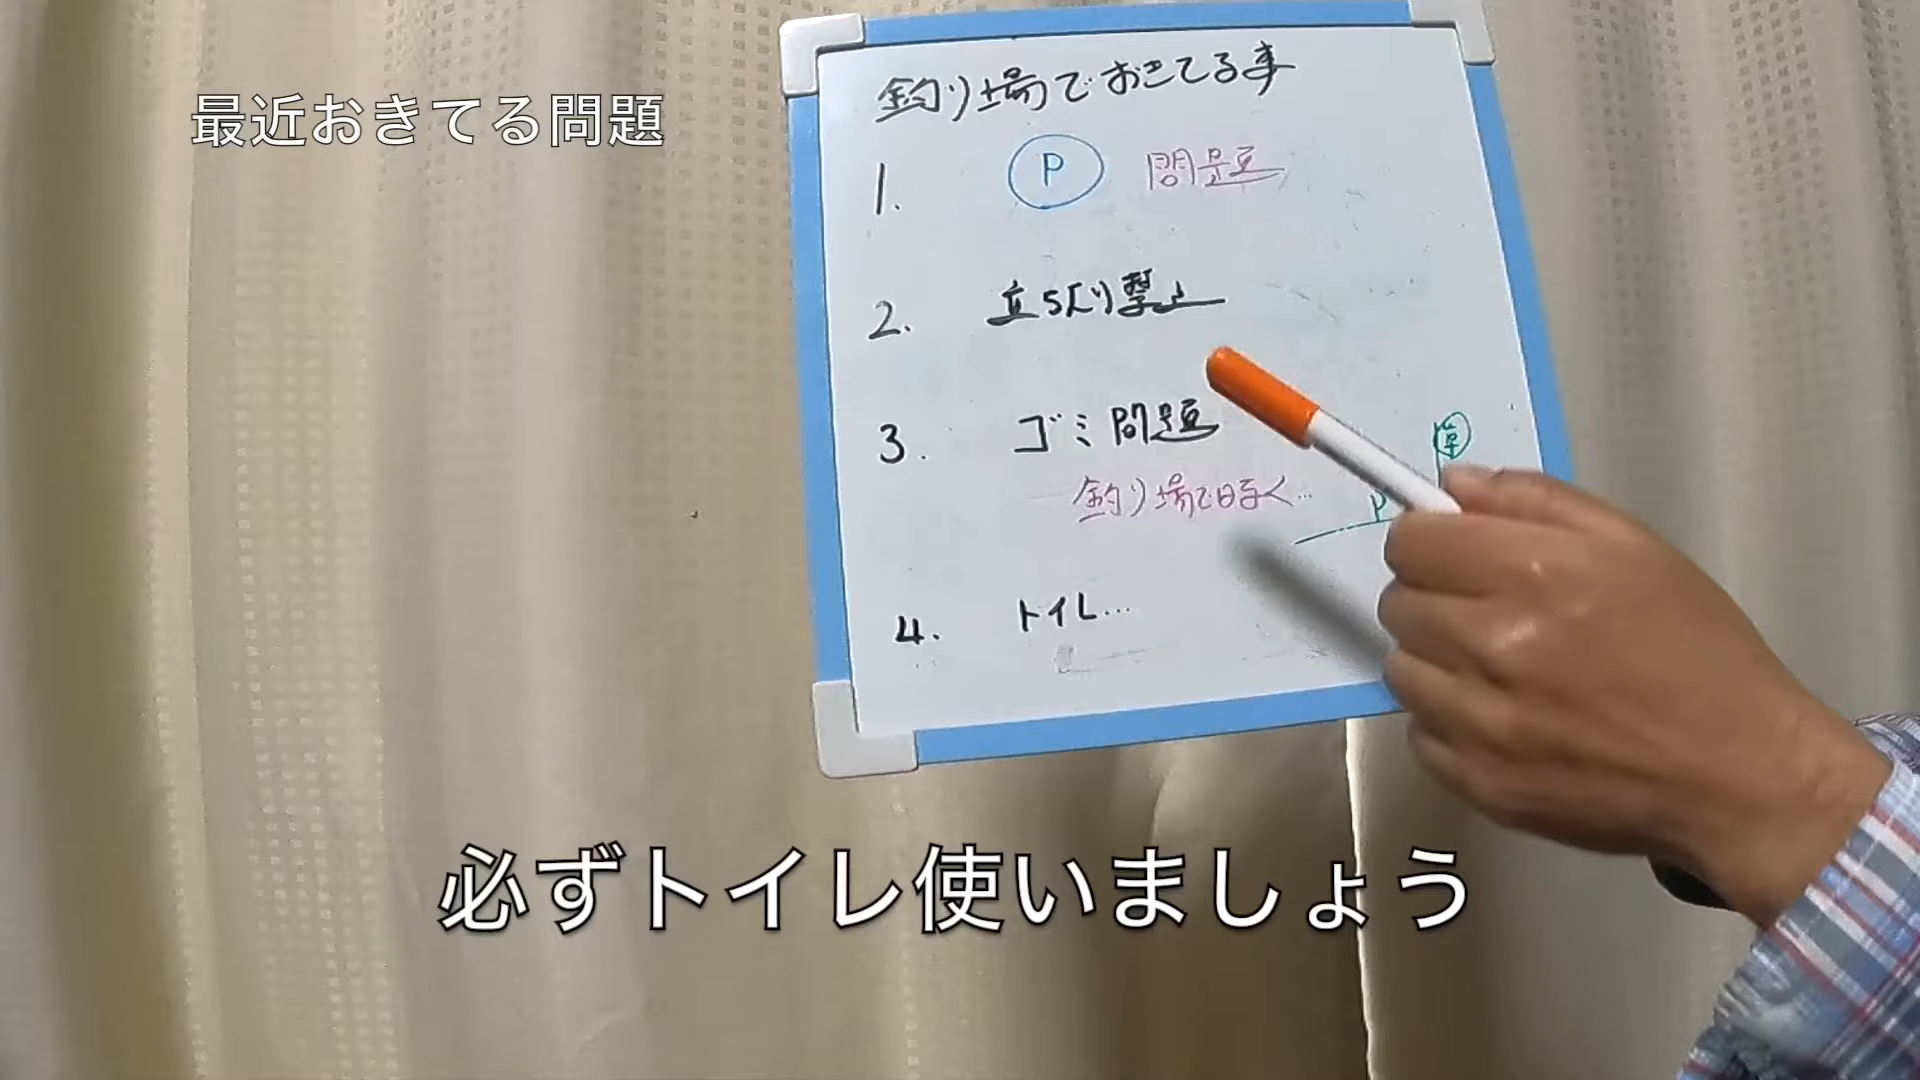 最近おきてる問題
釣り場でおきてる事
1. P 問題
2. 立ち入り禁止
3. ゴミ問題
釣り場で
P
4. トイレ…
必ずトイレ使いましょう